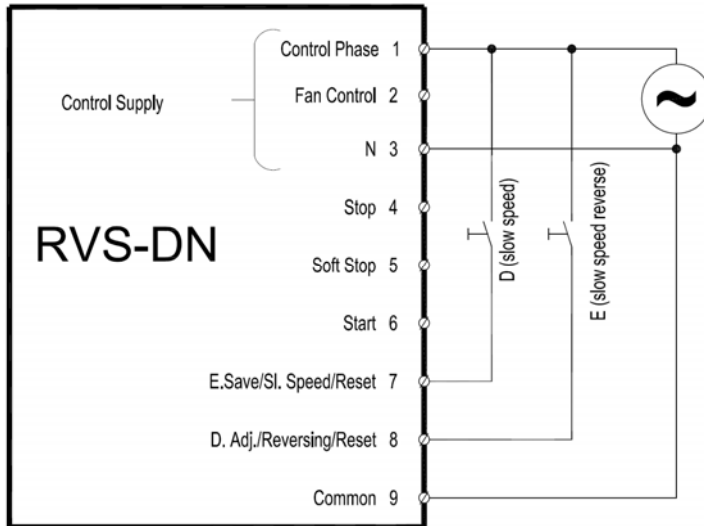 Control Phase 1
Control Supply
Fan Control 2
N 3
Stop 4
RVS-DN
Soft Stop 5
Start 6
E.Save/Sl. Speed/Reset 7
D. Adj./Reversing/Reset 8
Common 9
D (slow speed)
E (slow speed reverse)
~